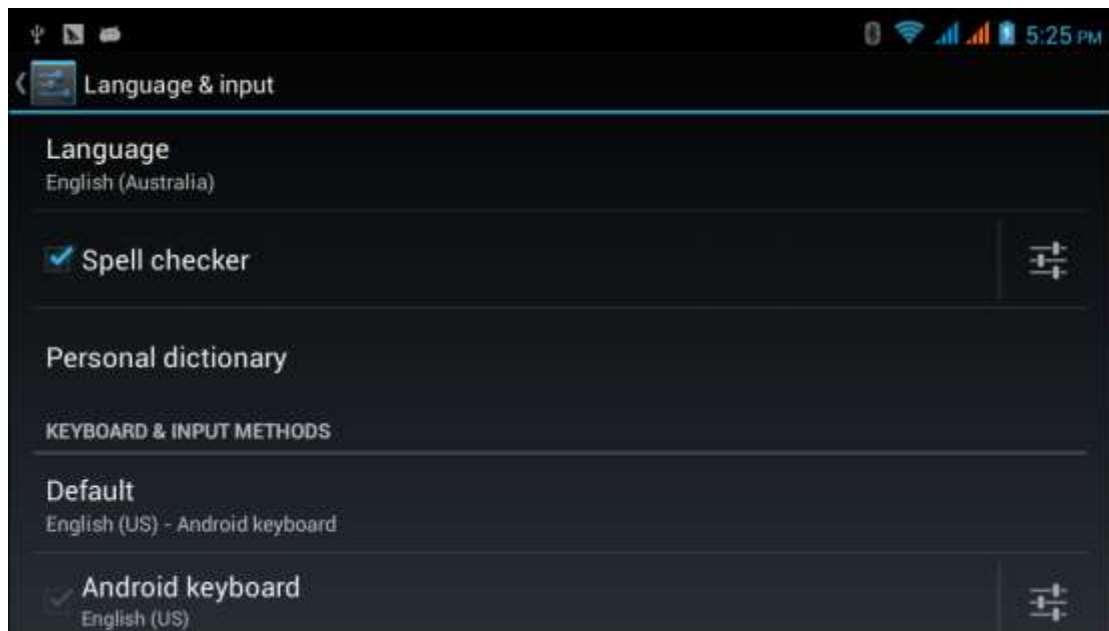 5:25 PM
Language & input
Language
English (Australia)
Spell checker
Personal dictionary
KEYBOARD & INPUT METHODS
Default
English (US) - Android keyboard
Android keyboard
English (US)